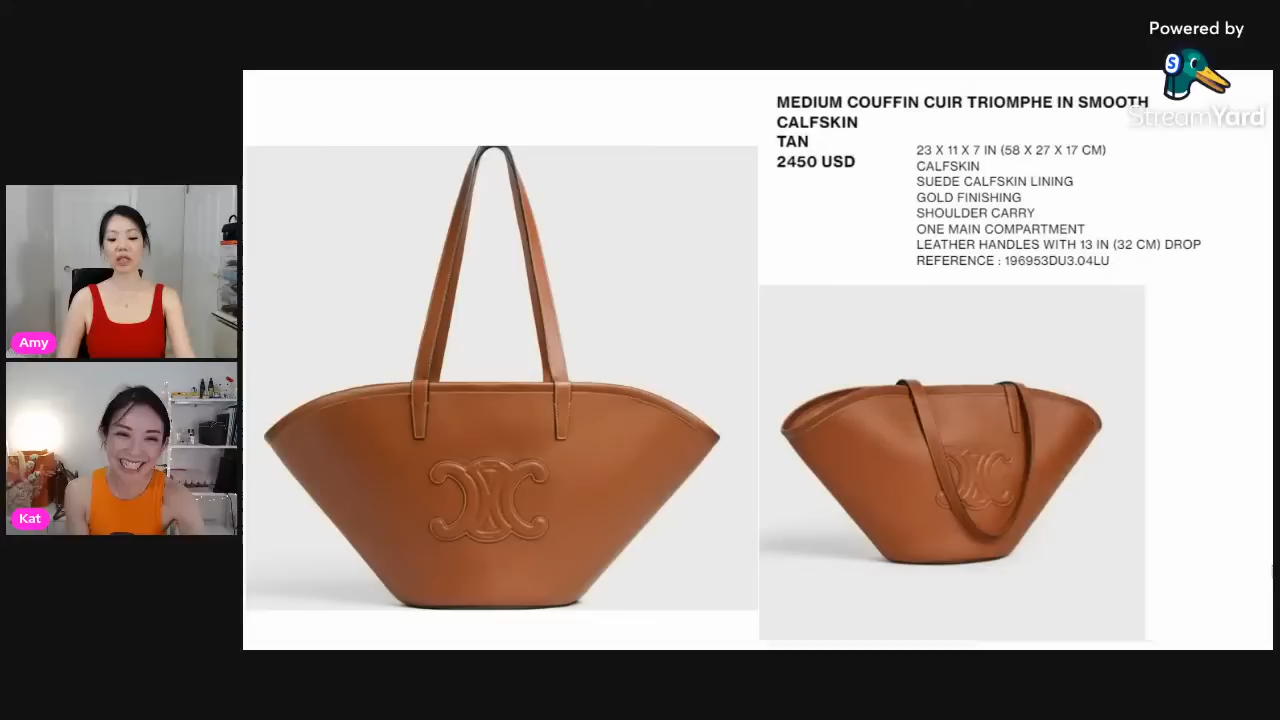 Powered by
S
StreamYard
MEDIUM COUFFIN CUIR TRIOMPHE IN SMOOTH
CALFSKIN
TAN
2450 USD
23 X 11 X 7 IN (58 X 27 X 17 CM)
CALFSKIN
SUEDE CALFSKIN LINING
GOLD FINISHING
SHOULDER CARRY
ONE MAIN COMPARTMENT
LEATHER HANDLES WITH 13 IN (32 CM) DROP
REFERENCE : 196953DU3.04LU
Amy
Kat